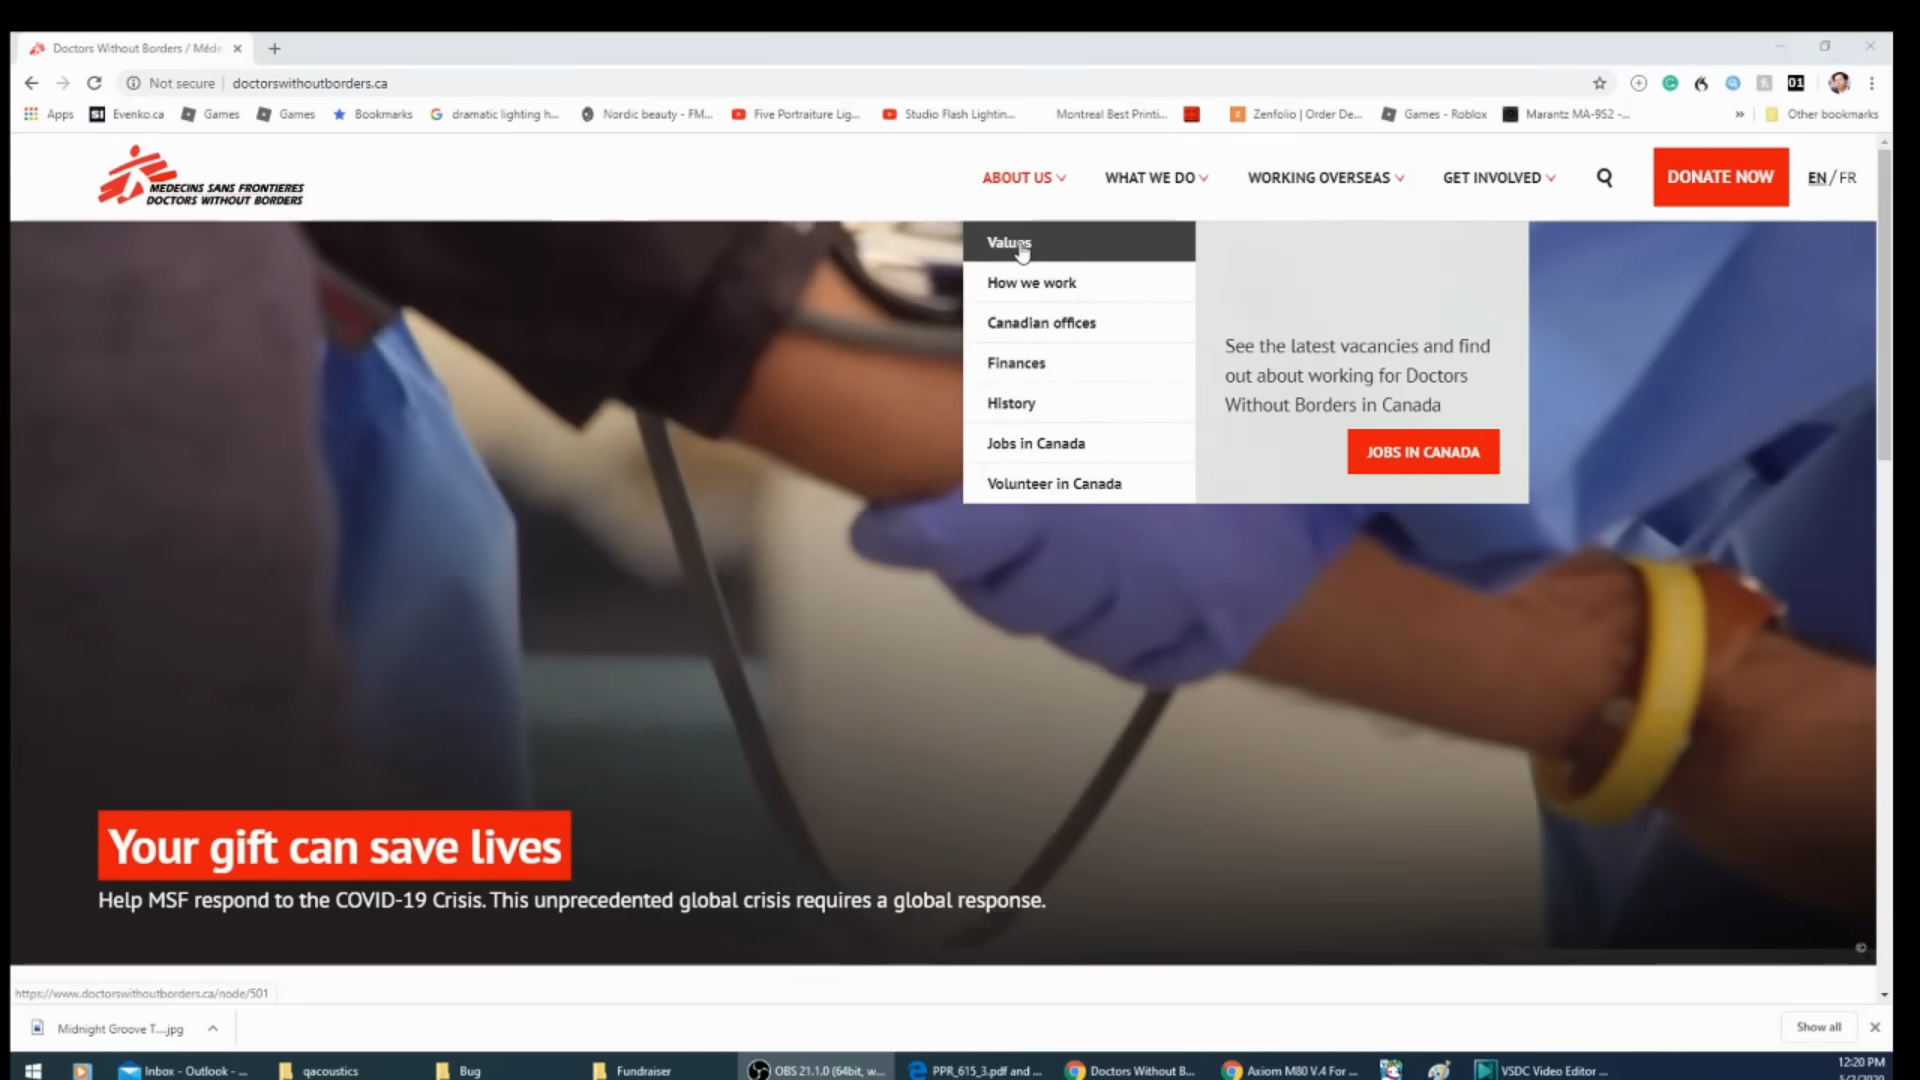 Doctors Without Borders / Méde
Not secure | doctorswithoutborders.ca
01
Apps
S1 Evenko.ca
Games
Games
Bookmarks
G dramatic lighting h...
Nordic beauty - FM...
Five Portraiture Lig...
Studio Flash Lightin...
Montreal Best Printi...
Zenfolio | Order De...
Games - Roblox
Marantz MA-952 -...
»
Other bookmarks
MEDECINS SANS FRONTIERES
DOCTORS WITHOUT BORDERS
ABOUT US
WHAT WE DO
WORKING OVERSEAS
GET INVOLVED
DONATE NOW
EN/FR
Values
How we work
Canadian offices
Finances
History
Jobs in Canada
Volunteer in Canada
See the latest vacancies and find
out about working for Doctors
Without Borders in Canada
JOBS IN CANADA
Your gift can save lives
Help MSF respond to the COVID-19 Crisis. This unprecedented global crisis requires a global response.
©
https://www.doctorswithoutborders.ca/node/501
Midnight Groove T....jpg
Show all
Inbox - Outlook - ...
qacoustics
Bug
Fundraiser
OBS 21.1.0 (64bit, w...
PPR_615_3.pdf and ...
Doctors Without B...
Axiom M80 V.4 For ...
VSDC Video Editor ...
12:20 PM